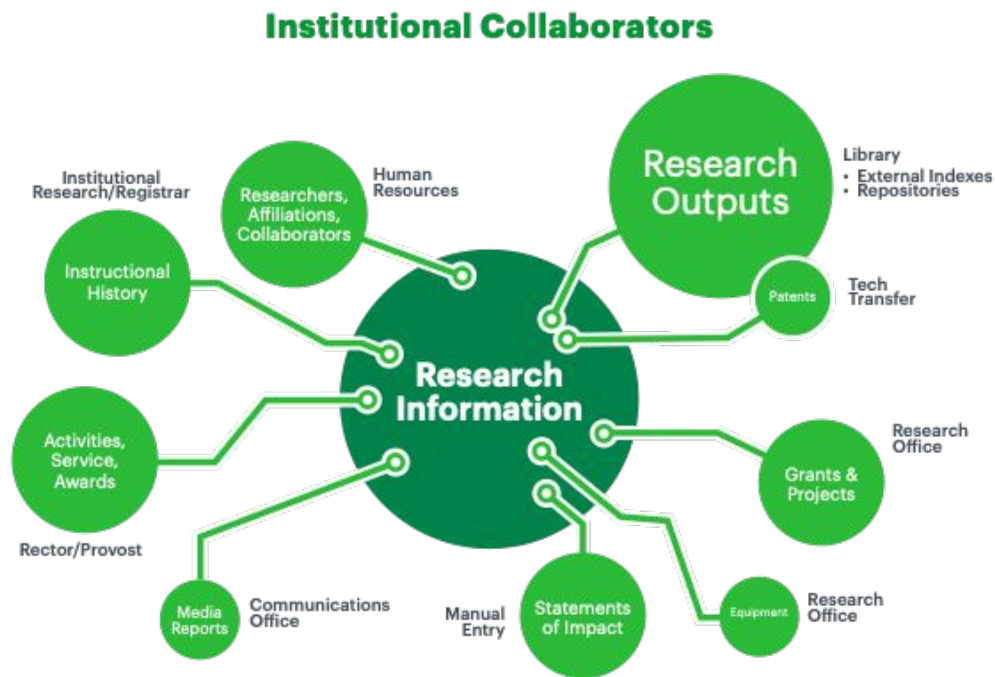 Institutional Collaborators
Institutional
Research/Registrar
Researchers,
Affiliations,
Collaborators
Human
Resources
Research
Outputs
Library
• External Indexes
• Repositories
Instructional
History
Patents
Tech
Transfer
Research
Information
Activities,
Service,
Awards
Rector/Provost
Grants &
Projects
Research
Office
Media
Reports
Communications
Office
Manual
Entry
Statements
of Impact
Equipment
Research
Office